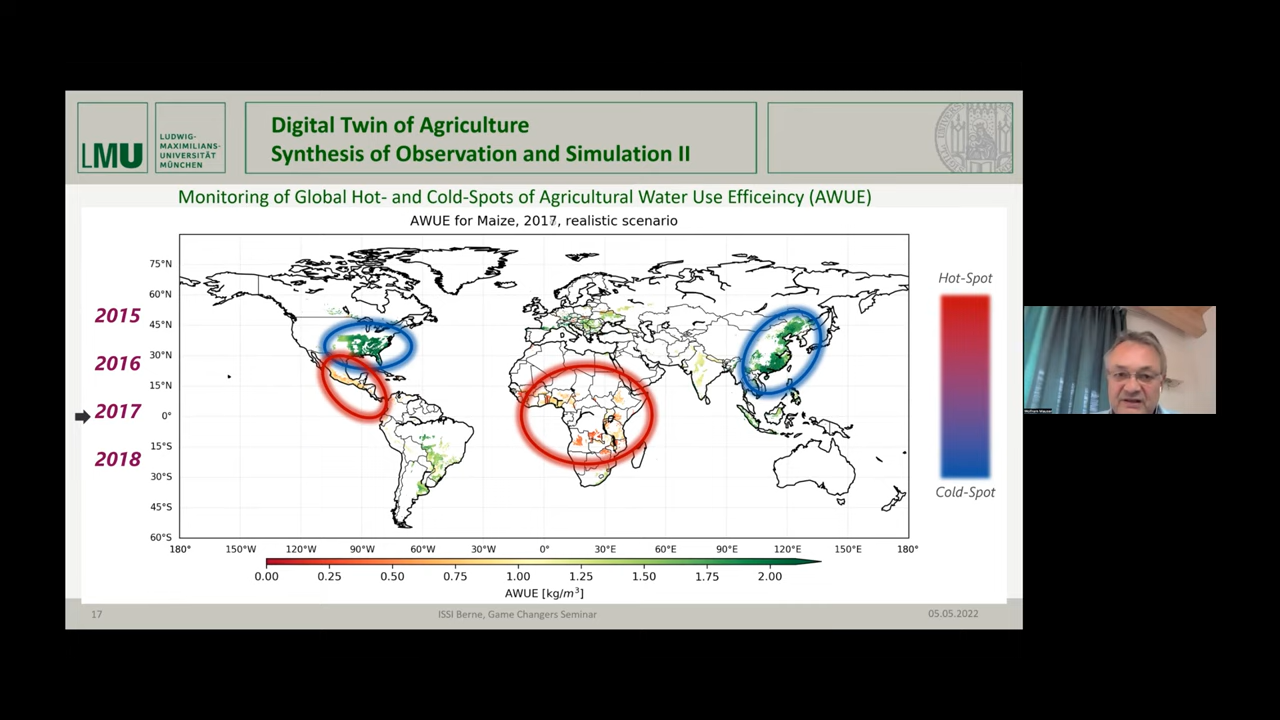 LMU
LUDWIG-
MAXIMILIANS-
UNIVERSITÄT
MÜNCHEN
Digital Twin of Agriculture
Synthesis of Observation and Simulation II
Monitoring of Global Hot- and Cold-Spots of Agricultural Water Use Efficeincy (AWUE)
AWUE for Maize, 2017, realistic scenario
2015
2016
2017
2018
75°N
60°N
45°N
30°N
15°N
0°
15°S
30°S
45°S
60°S
180° 150°W 120°W 90°W 60°W 30°W 0° 30°E 60°E 90°E 120°E 150°E 180°
0.00 0.25 0.50 0.75 1.00 1.25 1.50 1.75 2.00
AWUE [kg/m³]
Hot-Spot
Cold-Spot
17
ISSI Berne, Game Changers Seminar
05.05.2022